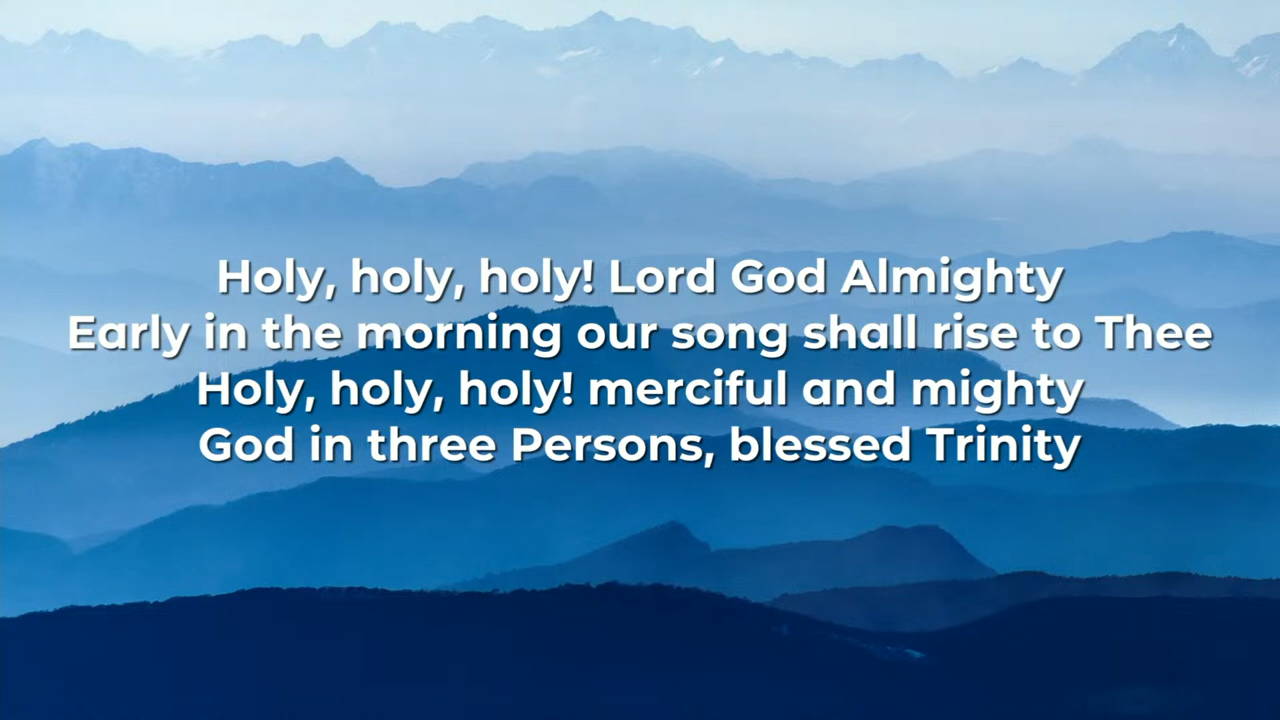 Holy, holy, holy! Lord God Almighty
Early in the morning our song shall rise to Thee
Holy, holy, holy! merciful and mighty
God in three Persons, blessed Trinity